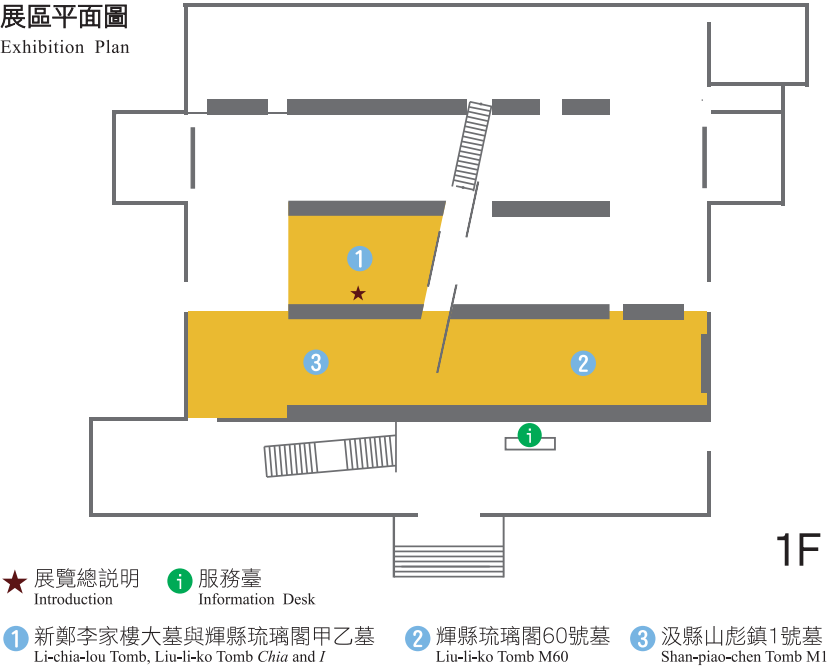 展區平面圖
Exhibition Plan
1
3
2
i
1F
★ 展覽總說明
Introduction
i 服務臺
Information Desk
1 新鄭李家樓大墓與輝縣琉璃閣甲乙墓
Li-chia-lou Tomb, Liu-li-ko Tomb Chia and I
2 輝縣琉璃閣60號墓
Liu-li-ko Tomb M60
3 汲縣山彪鎮1號墓
Shan-piao-chen Tomb M1